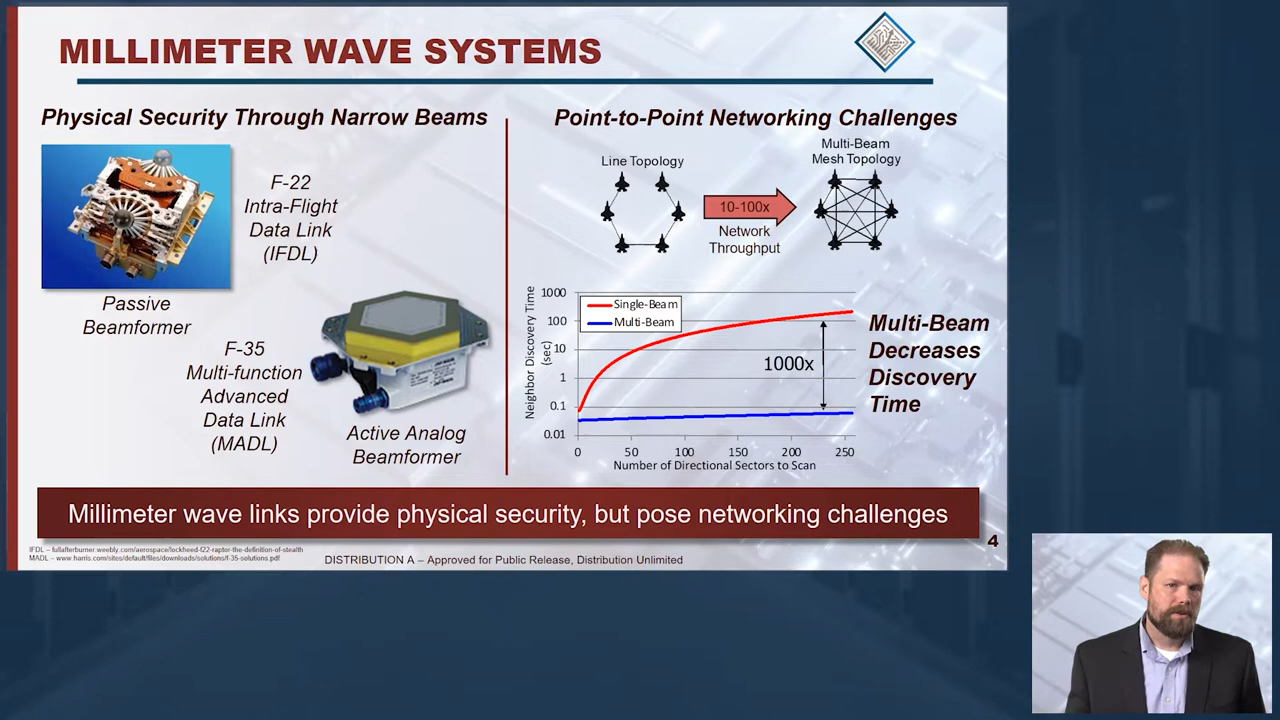 MILLIMETER WAVE SYSTEMS
Physical Security Through Narrow Beams
F-22
Intra-Flight
Data Link
(IFDL)
Passive
Beamformer
F-35
Multi-function
Advanced
Data Link
(MADL)
Active Analog
Beamformer
Point-to-Point Networking Challenges
Line Topology
10-100x
Network
Throughput
Multi-Beam
Mesh Topology
Neighbor Discovery Time
(sec)
1000
100
10
1
0.1
0.01
Single-Beam
Multi-Beam
1000x
0 50 100 150 200 250
Number of Directional Sectors to Scan
Multi-Beam
Decreases
Discovery
Time
Millimeter wave links provide physical security, but pose networking challenges
4
IFDL – fullafterburner.weebly.com/aerospace/lockheed-f22-raptor-the-definition-of-stealth
MADL – www.harris.com/sites/default/files/downloads/solutions/f-35-solutions.pdf
DISTRIBUTION A – Approved for Public Release, Distribution Unlimited